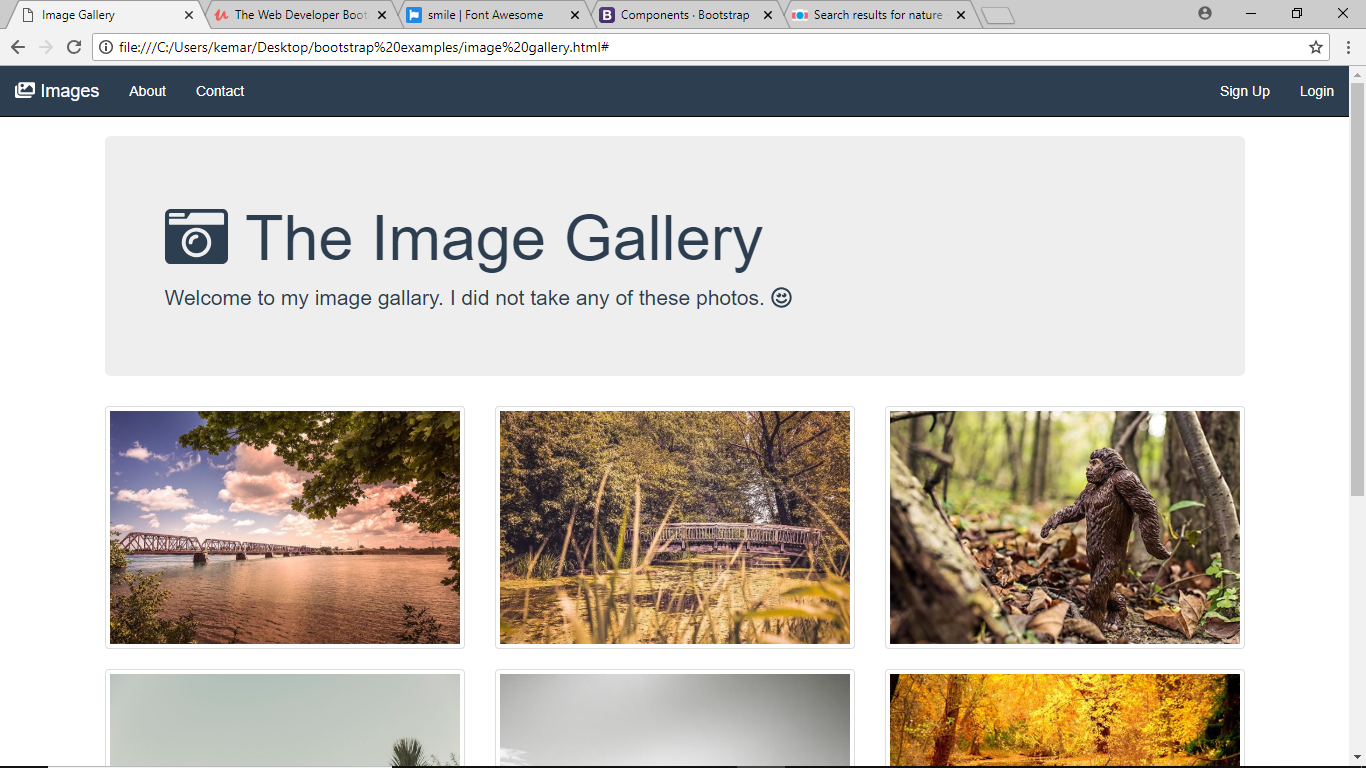 Image Gallery The Web Developer Boot smile | Font Awesome Components · Bootstrap Search results for nature
file:///C:/Users/kemar/Desktop/bootstrap%20examples/image%20gallery.html#
Images About Contact Sign Up Login
The Image Gallery
Welcome to my image gallary. I did not take any of these photos.